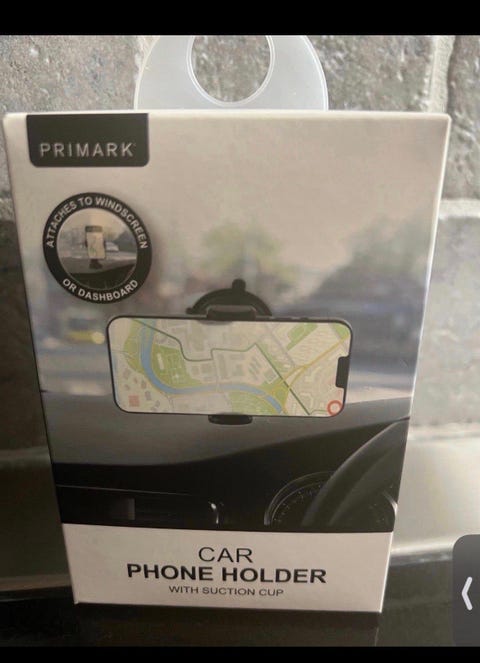 PRIMARK
ATTACHES TO WINDSCREEN
OR DASHBOARD
CAR
PHONE HOLDER
WITH SUCTION CUP